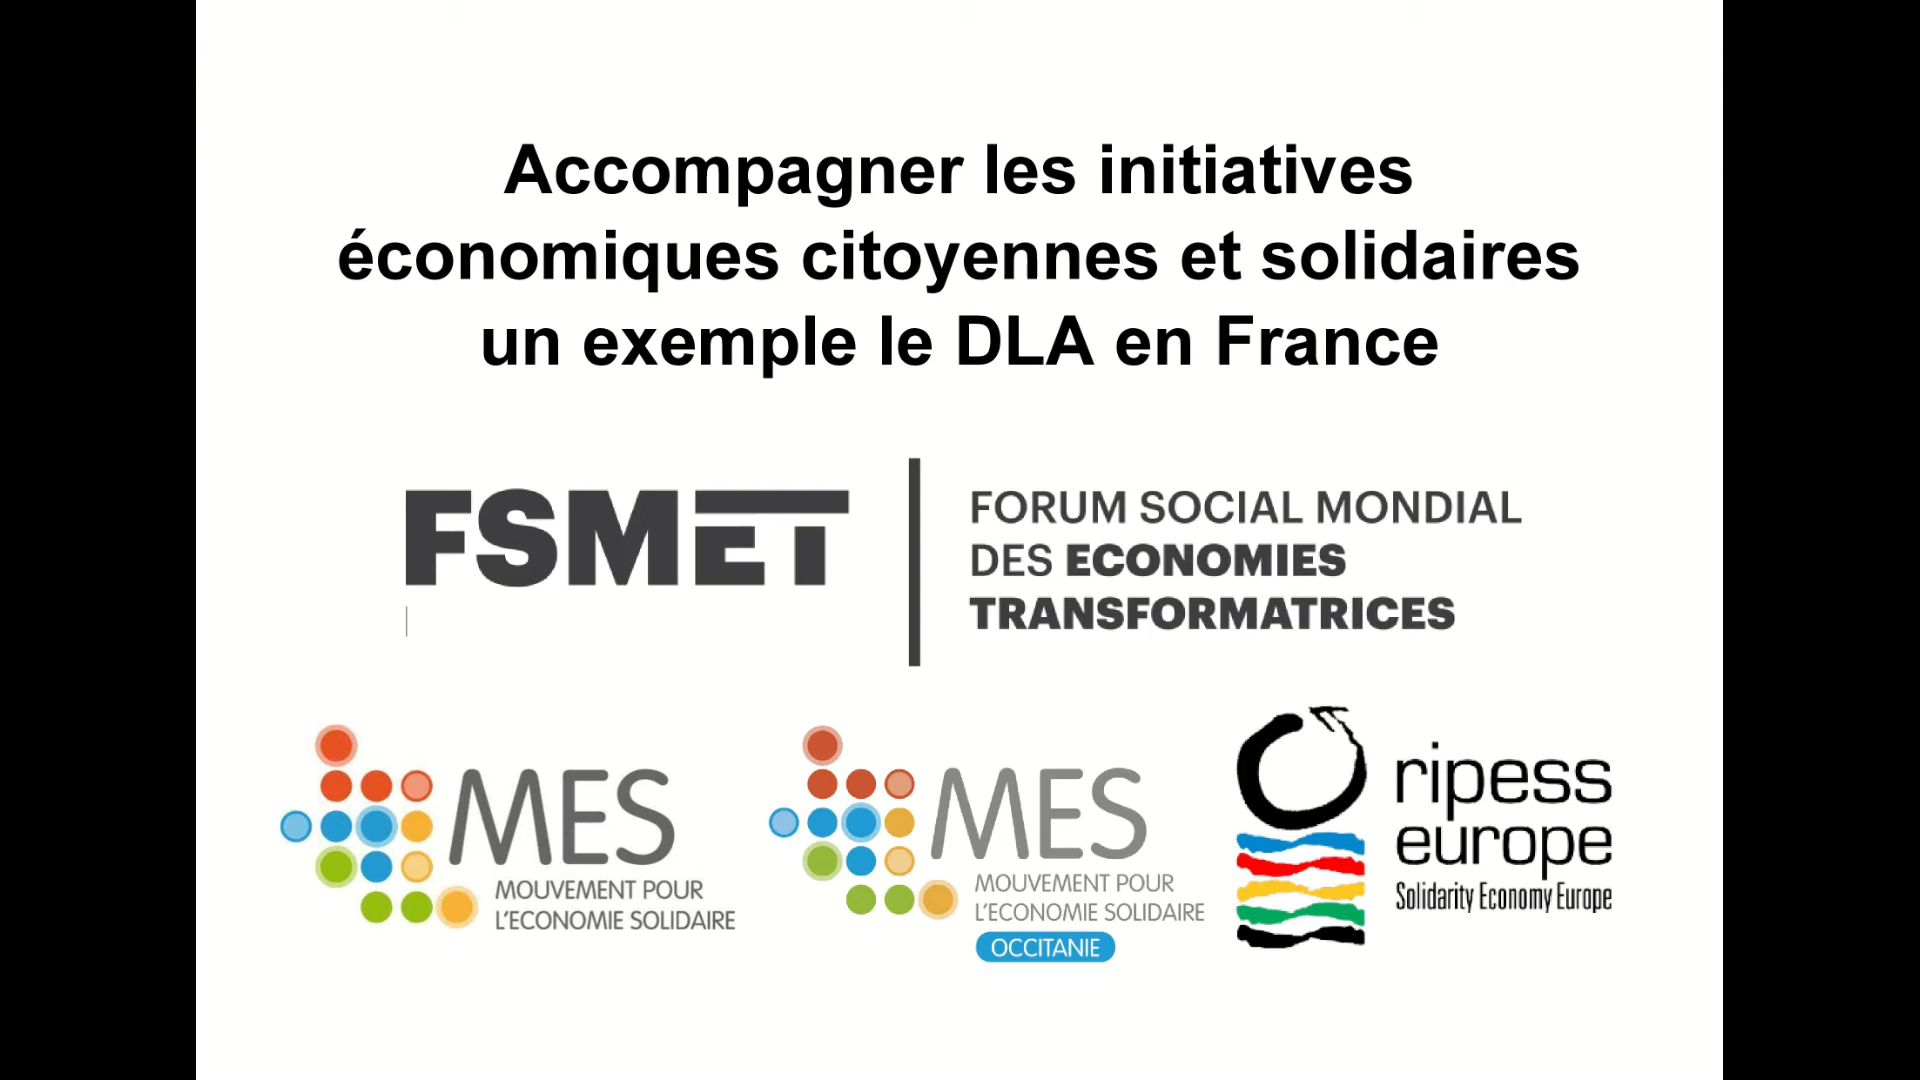 Accompagner les initiatives
économiques citoyennes et solidaires
un exemple le DLA en France
FSMET
FORUM SOCIAL MONDIAL
DES ECONOMIES
TRANSFORMATRICES
MES
MOUVEMENT POUR
L'ECONOMIE SOLIDAIRE
MES
MOUVEMENT POUR
L'ECONOMIE SOLIDAIRE
OCCITANIE
ripess
europe
Solidarity Economy Europe